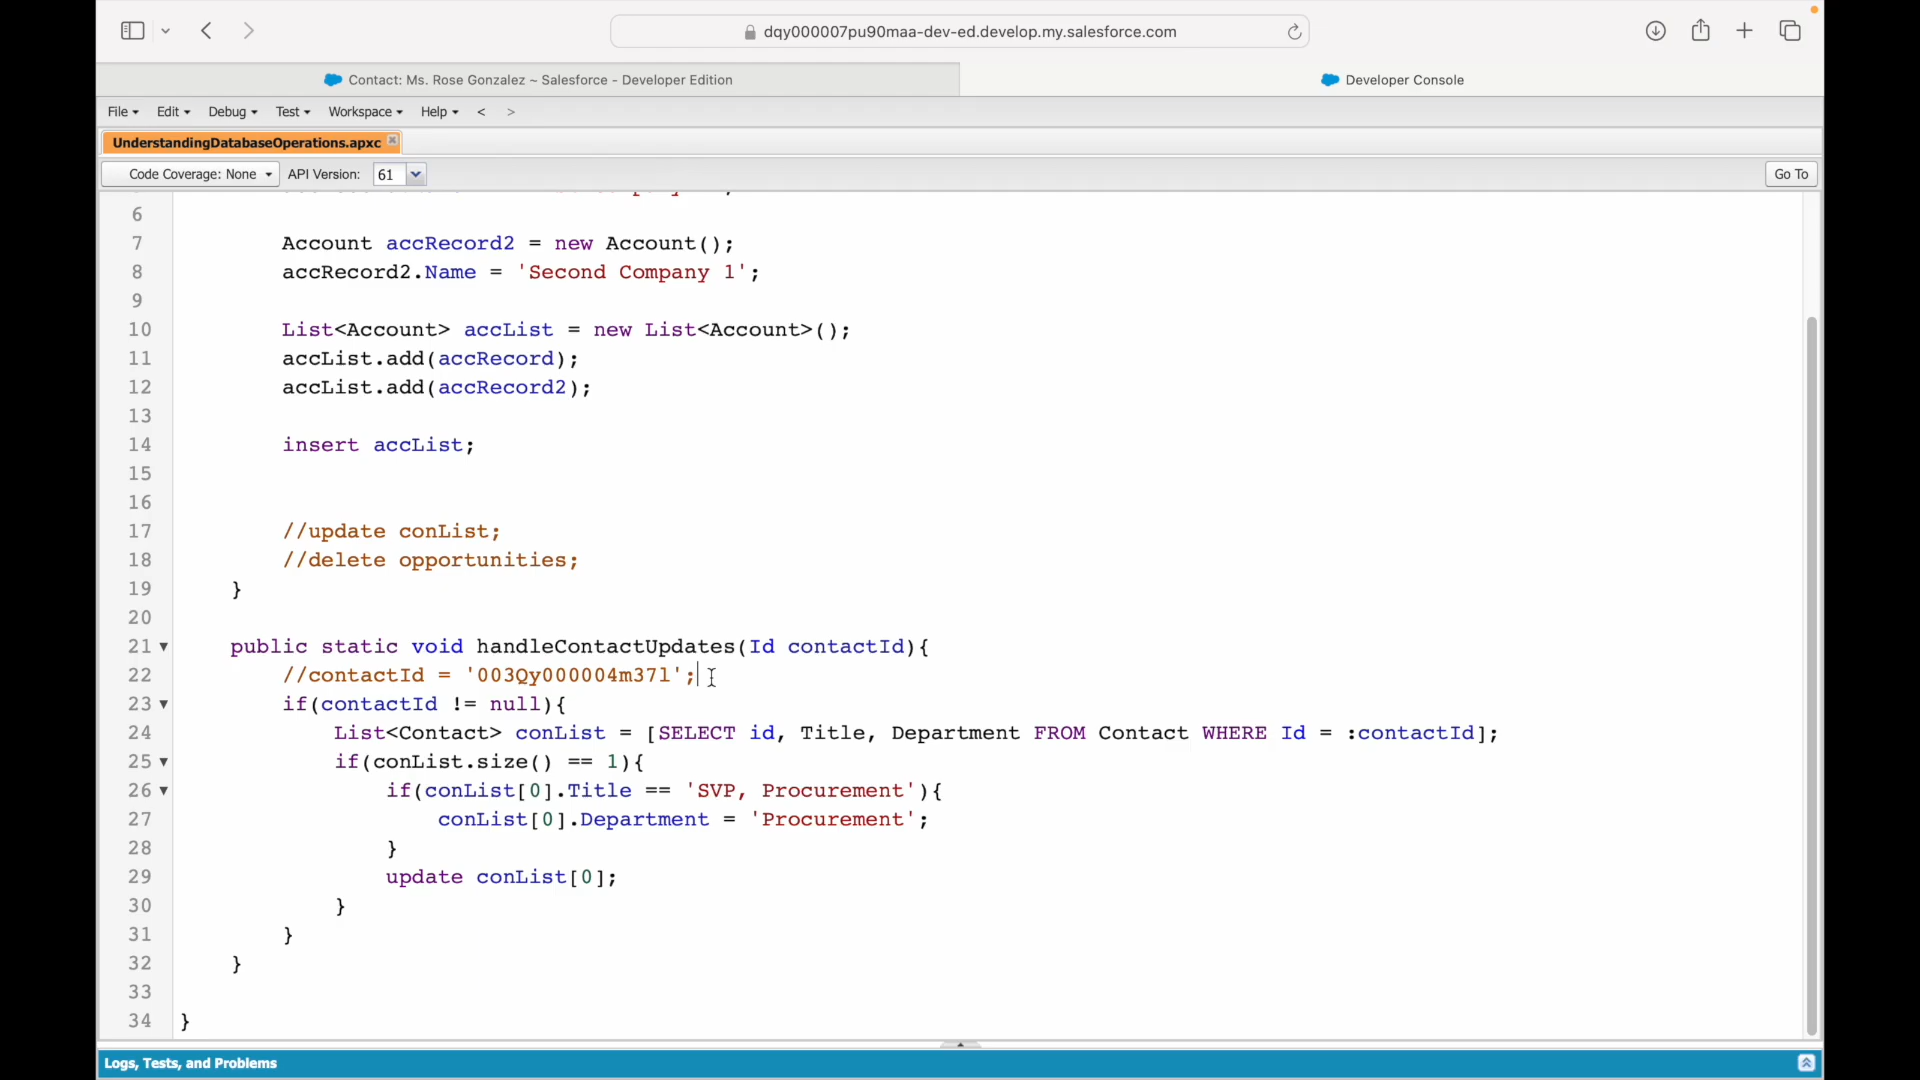 dqy000007pu90maa-dev-ed.develop.my.salesforce.com
Contact: Ms. Rose Gonzalez ~ Salesforce - Developer Edition
Developer Console
File Edit Debug Test Workspace Help < >
UnderstandingDatabaseOperations.apxc
Code Coverage: None API Version: 61 Go To
6
7 Account accRecord2 = new Account();
8 accRecord2.Name = 'Second Company 1';
9
10 List<Account> accList = new List<Account>();
11 accList.add(accRecord);
12 accList.add(accRecord2);
13
14 insert accList;
15
16
17 //update conList;
18 //delete opportunities;
19 }
20
21 public static void handleContactUpdates(Id contactId){
22 //contactId = '003Qy000004m37l';
23 if(contactId != null){
24 List<Contact> conList = [SELECT id, Title, Department FROM Contact WHERE Id = :contactId];
25 if(conList.size() == 1){
26 if(conList[0].Title == 'SVP, Procurement'){
27 conList[0].Department = 'Procurement';
28 }
29 update conList[0];
30 }
31 }
32 }
33
34 }
Logs, Tests, and Problems